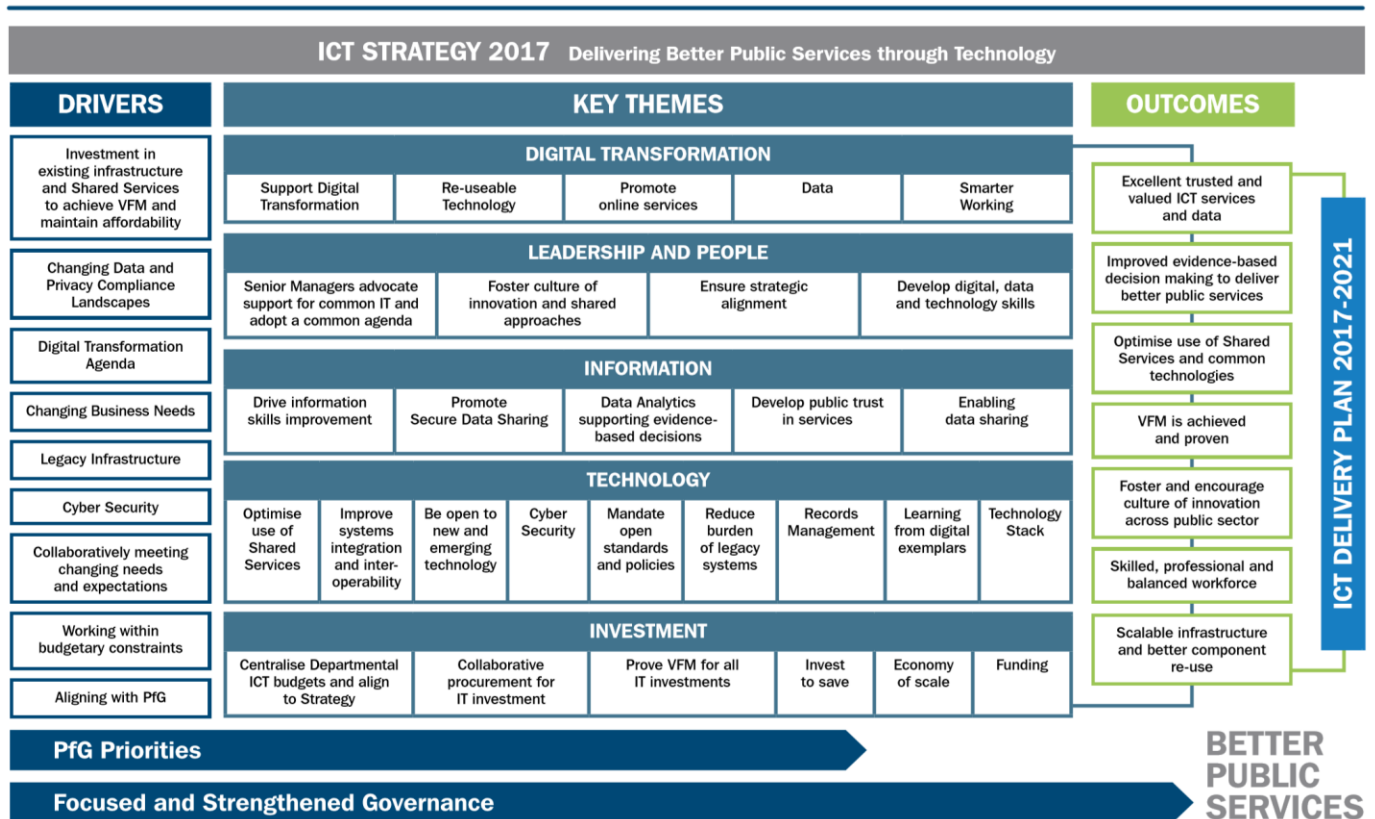 ICT STRATEGY 2017 Delivering Better Public Services through Technology
DRIVERS
Investment in
existing infrastructure
and Shared Services
to achieve VFM and
maintain affordability
Changing Data and
Privacy Compliance
Landscapes
Digital Transformation
Agenda
Changing Business Needs
Legacy Infrastructure
Cyber Security
Collaboratively meeting
changing needs
and expectations
Working within
budgetary constraints
Aligning with PfG
KEY THEMES
DIGITAL TRANSFORMATION
Support Digital
Transformation
Re-useable
Technology
Promote
online services
Data
Smarter
Working
LEADERSHIP AND PEOPLE
Senior Managers advocate
support for common IT and
adopt a common agenda
Foster culture of
innovation and shared
approaches
Ensure strategic
alignment
Develop digital, data
and technology skills
INFORMATION
Drive information
skills improvement
Promote
Secure Data Sharing
Data Analytics
supporting evidence-
based decisions
Develop public trust
in services
Enabling
data sharing
TECHNOLOGY
Optimise
use of
Shared
Services
Improve
systems
integration
and inter-
operability
Be open to
new and
emerging
technology
Cyber
Security
Mandate
open
standards
and policies
Reduce
burden
of legacy
systems
Records
Management
Learning
from digital
exemplars
Technology
Stack
INVESTMENT
Centralise Departmental
ICT budgets and align
to Strategy
Collaborative
procurement for
IT investment
Prove VFM for all
IT investments
Invest
to save
Economy
of scale
Funding
OUTCOMES
Excellent trusted and
valued ICT services
and data
Improved evidence-based
decision making to deliver
better public services
Optimise use of Shared
Services and common
technologies
VFM is achieved
and proven
Foster and encourage
culture of innovation
across public sector
Skilled, professional and
balanced workforce
Scalable infrastructure
and better component
re-use
ICT DELIVERY PLAN 2017-2021
PfG Priorities
Focused and Strengthened Governance
BETTER
PUBLIC
SERVICES